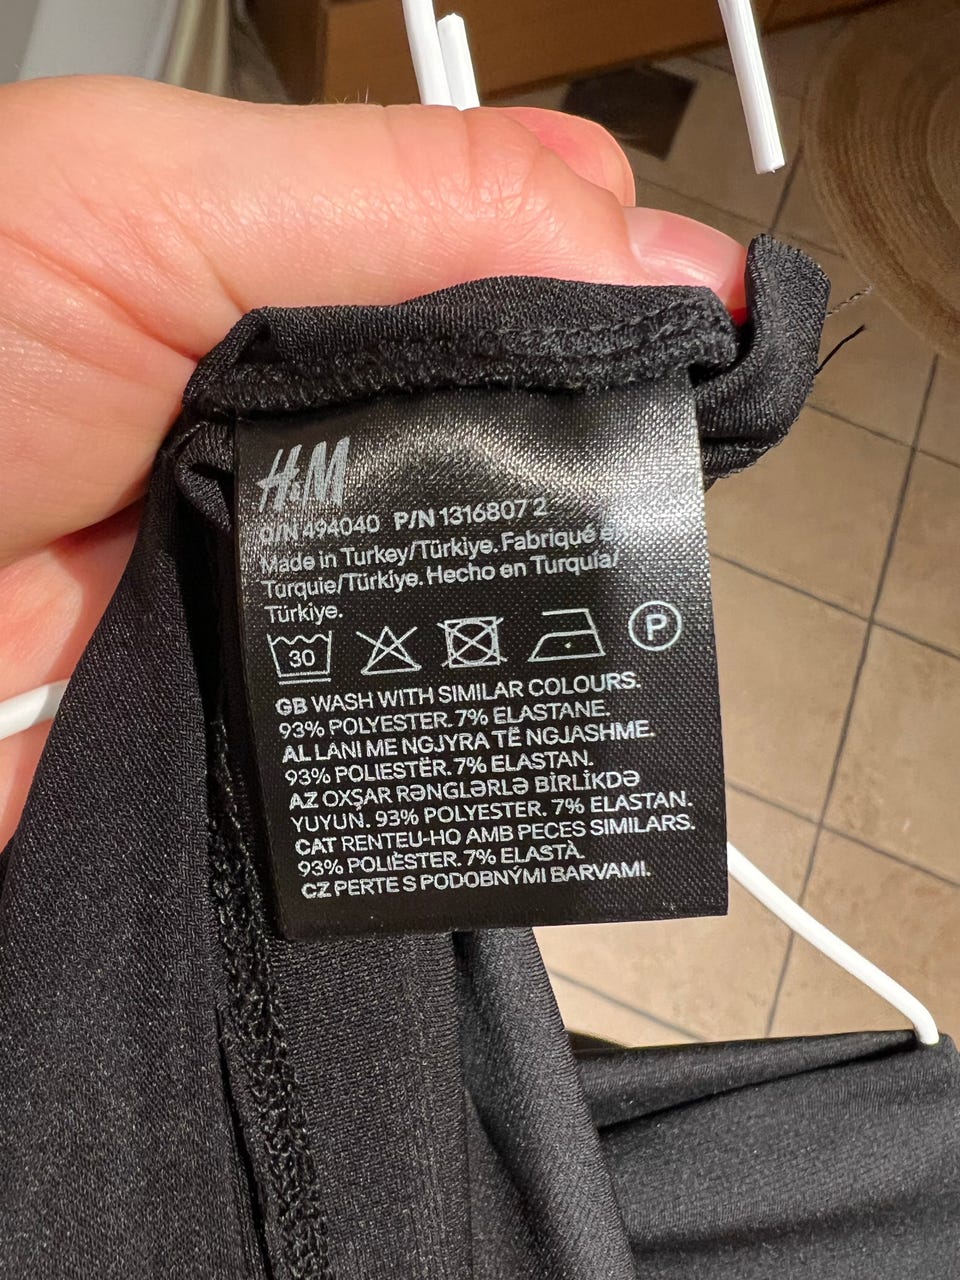 H&M
O/N 494040 P/N 1316807 2
Made in Turkey/Türkiye. Fabriqué en
Turquie/Türkiye. Hecho en Turquía/
Türkiye.
30 P
GB WASH WITH SIMILAR COLOURS.
93% POLYESTER. 7% ELASTANE.
AL LANI ME NGJYRA TË NGJASHME.
93% POLIESTËR. 7% ELASTAN.
AZ OXŞAR RƏNGLƏRLƏ BİRLİKDƏ
YUYUN. 93% POLYESTER. 7% ELASTAN.
CAT RENTEU-HO AMB PECES SIMILARS.
93% POLIÈSTER. 7% ELASTÀ.
CZ PERTE S PODOBNÝMI BARVAMI.